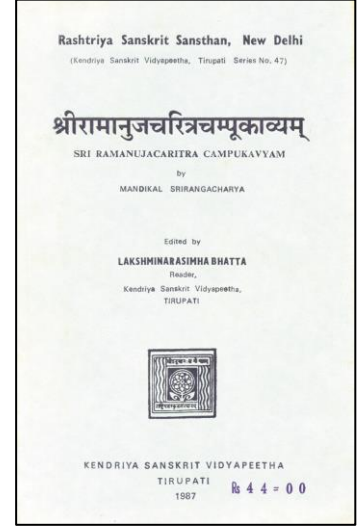 Rashtriya Sanskrit Sansthan, New Delhi
(Kendriya Sanskrit Vidyapeetha, Tirupati Series No. 47)
श्रीरामानुजचरित्रचम्पूकाव्यम्
SRI RAMANUJACARITRA CAMPUKAVYAM
by
MANDIKAL SRIRANGACHARYA
Edited by
LAKSHMINARASIMHA BHATTA
Reader,
Kendriya Sanskrit Vidyapeetha,
TIRUPATI
KENDRIYA SANSKRIT VIDYAPEETHA
TIRUPATI
1987
Rs 44=00